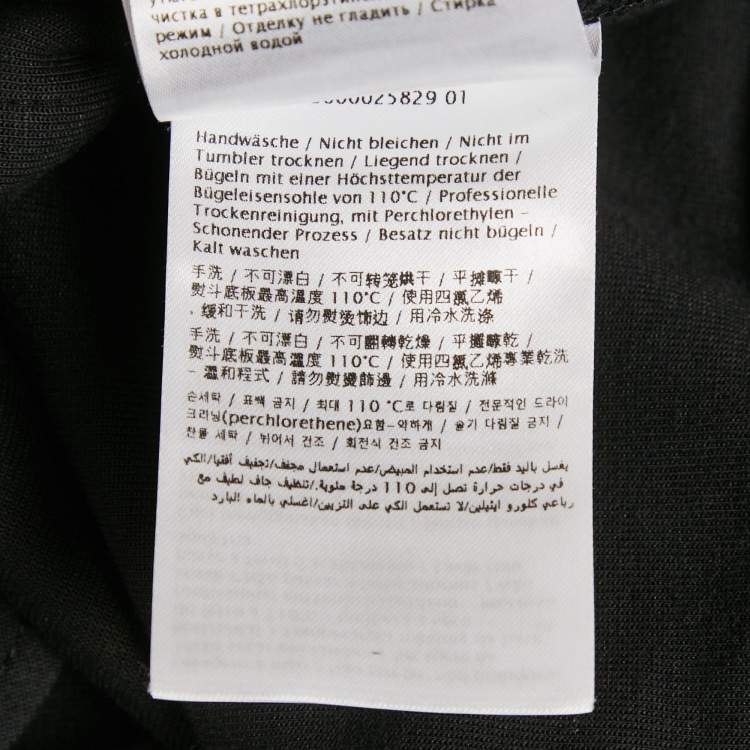 чистка в
режим / Отделку не гладить / Стирка
холодной водой
25829 01
Handwäsche / Nicht bleichen / Nicht im
Tumbler trocknen / Liegend trocknen /
Bügeln mit einer Höchsttemperatur der
Bügeleisensohle von 110°C / Professionelle
Trockenreinigung, mit Perchlorethylen -
Schonender Prozess / Besatz nicht bügeln /
Kalt waschen
手洗 / 不可漂白 / 不可转笼烘干 / 平摊晾干 /
熨斗底板最高溫度 110°C / 使用四氯乙烯
、缓和干洗 / 请勿熨烫饰边 / 用冷水洗涤
手洗 / 不可漂白 / 不可翻轉乾燥 / 平攤晾乾 /
熨斗底板最高溫度 110°C / 使用四氯乙烯專業乾洗
- 溫和程式 / 請勿熨燙飾邊 / 用冷水洗滌
손세탁 / 표백 금지 / 최대 110 °C로 다림질 / 전문적인 드라이
크리닝(perchlorethene)요함-약하게 / 술기 다림질 금지 /
찬물 세탁 / 뉘어서 건조 / 회전식 건조 금지
يغسل باليد فقط/عدم استخدام المبيض/عدم استعمال مجفف/تجفيف أفقيا/الكي
في درجات حرارة تصل إلى 110 درجة مئوية./تنظيف جاف لطيف مع
رباعي كلورو ايثيلين/لا تستعمل الكي على التزيين/اغسلي بالماء البارد